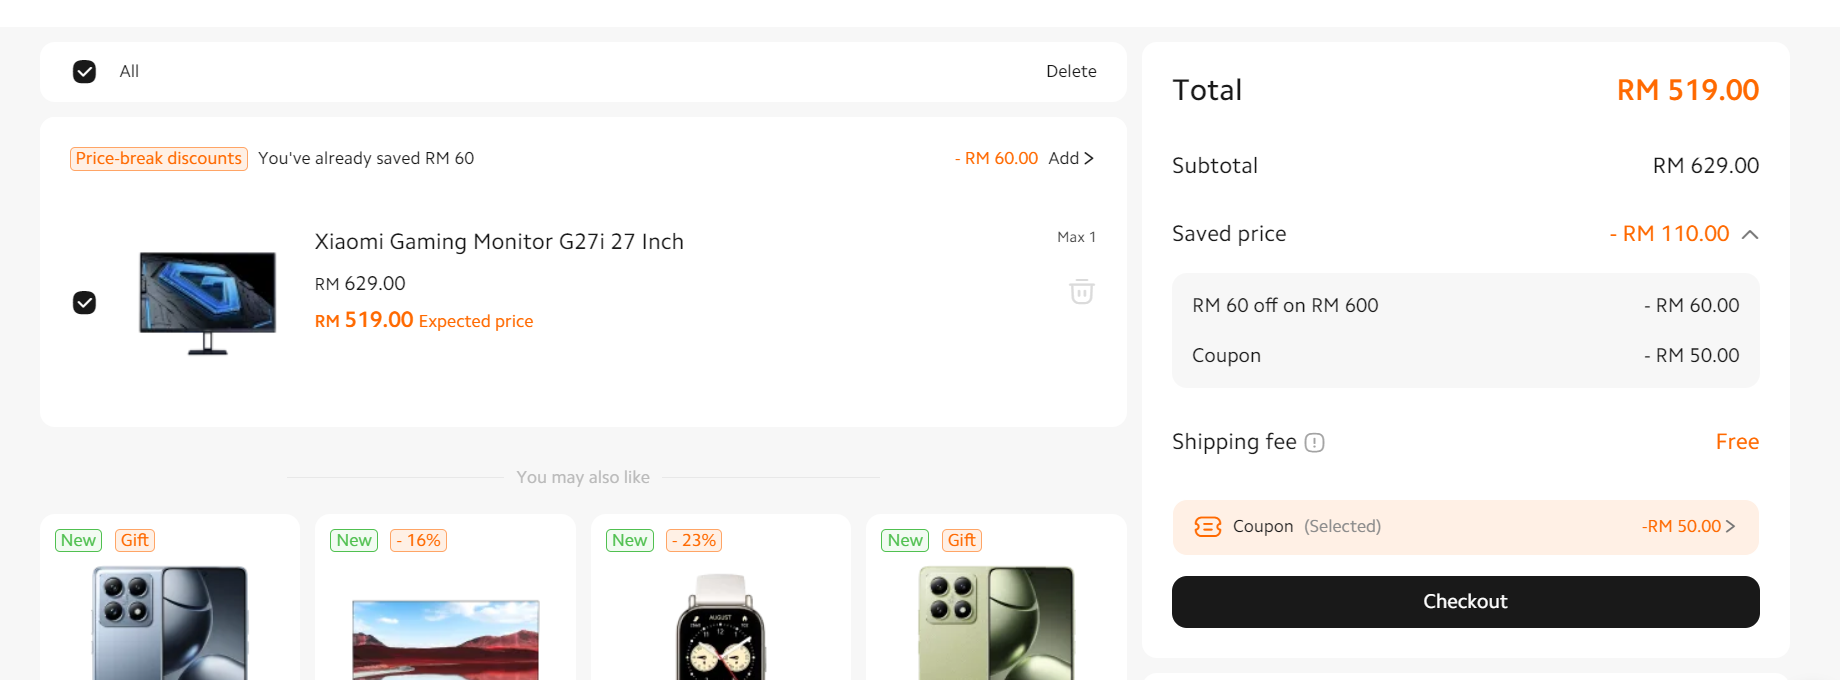 All
Delete
Price-break discounts You've already saved RM 60
- RM 60.00 Add >
Xiaomi Gaming Monitor G27i 27 Inch
Max 1
RM 629.00
RM 519.00 Expected price
You may also like
New Gift
New - 16%
New - 23%
New Gift
AUGUST
12
11
1
Total
RM 519.00
Subtotal
RM 629.00
Saved price
- RM 110.00
RM 60 off on RM 600
- RM 60.00
Coupon
- RM 50.00
Shipping fee
Free
Coupon (Selected)
-RM 50.00 >
Checkout